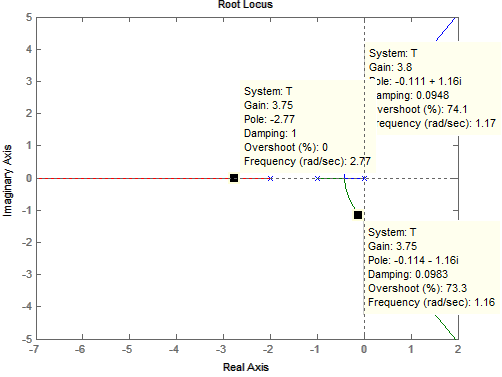 Root Locus
System: T
Gain: 3.8
Pole: -0.111 + 1.16i
Damping: 0.0948
Overshoot (%): 74.1
Frequency (rad/sec): 1.17
System: T
Gain: 3.75
Pole: -2.77
Damping: 1
Overshoot (%): 0
Frequency (rad/sec): 2.77
System: T
Gain: 3.75
Pole: -0.114 - 1.16i
Damping: 0.0983
Overshoot (%): 73.3
Frequency (rad/sec): 1.16
Imaginary Axis
5
4
3
2
1
0
-1
-2
-3
-4
-5
-7 -6 -5 -4 -3 -2 -1 0 1 2
Real Axis